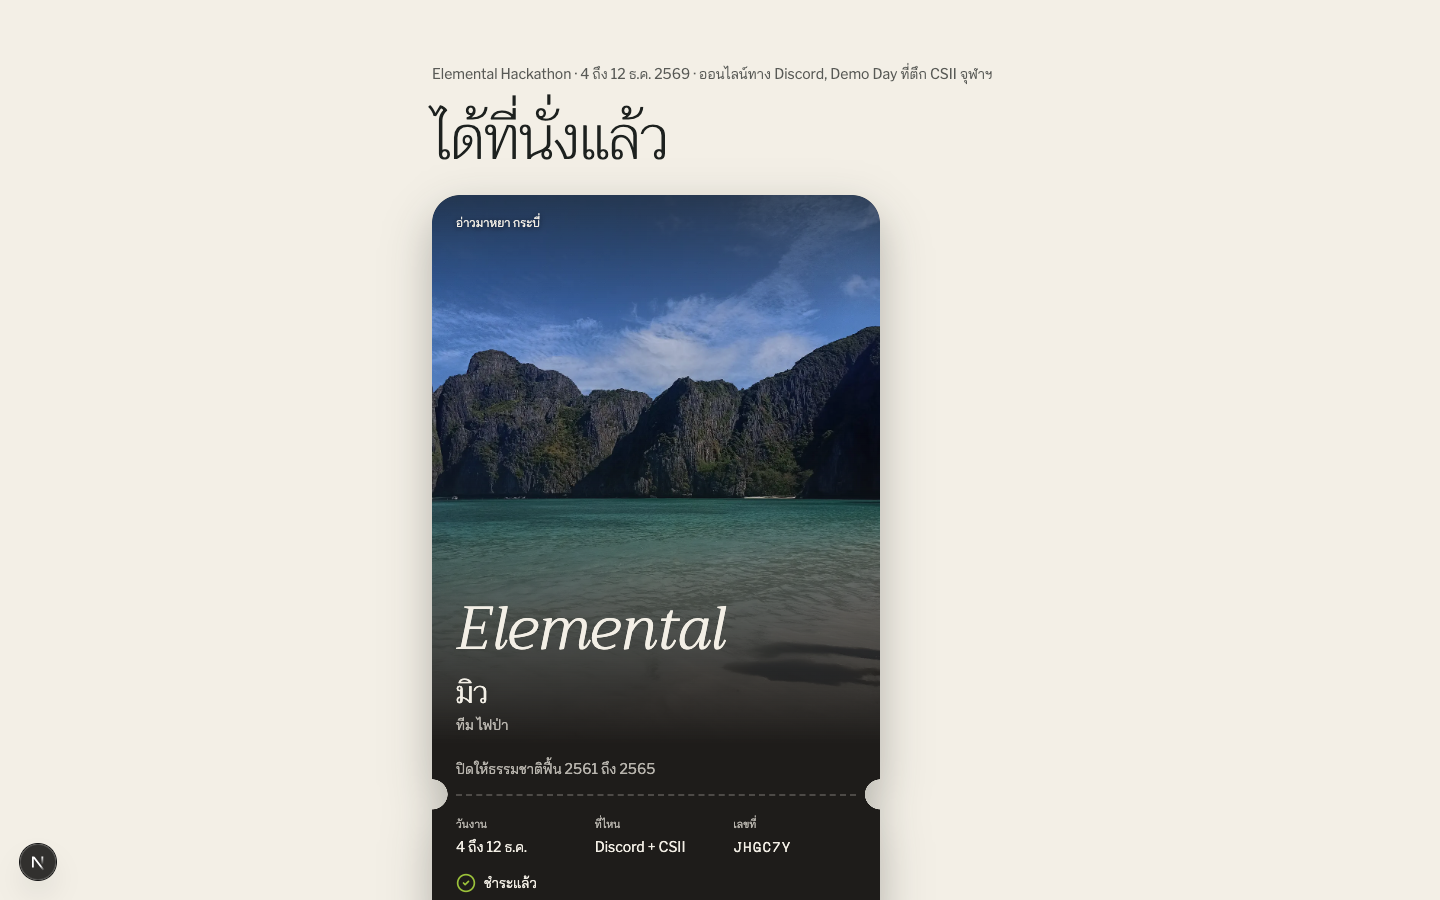 Elemental Hackathon · 4 ถึง 12 ธ.ค. 2569 · ออนไลน์ทาง Discord, Demo Day ที่ตึก CSII จุฬาฯ
ได้ที่นั่งแล้ว
อ่าวมาหยา กระบี่
Elemental
มิว
ทีม ไฟป่า
ปิดให้ธรรมชาติฟื้น 2561 ถึง 2565
วันงาน ที่ไหน เลขที่
4 ถึง 12 ธ.ค. Discord + CSII JHGC7Y
ชำระแล้ว
N